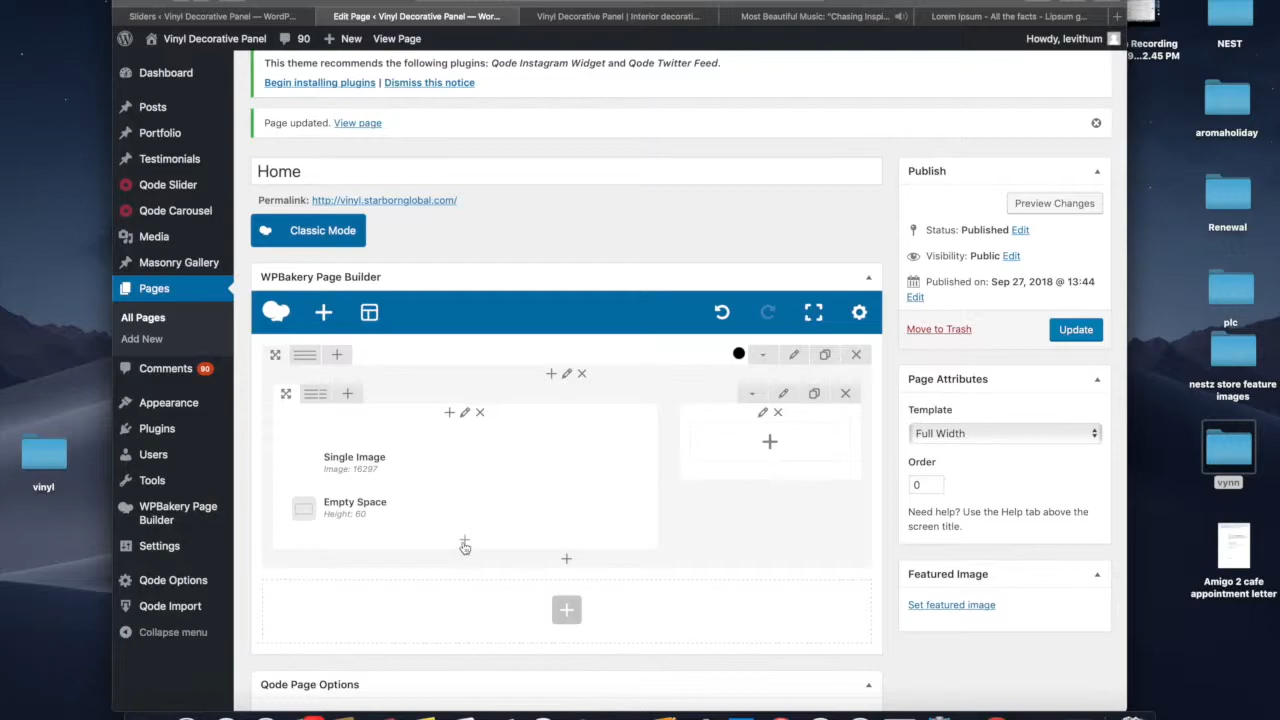 Sliders ‹ Vinyl Decorative Panel — WordP...
Edit Page ‹ Vinyl Decorative Panel — Wor...
Vinyl Decorative Panel | Interior decorati...
Most Beautiful Music: "Chasing Inspi...
Lorem Ipsum - All the facts - Lipsum g...
Vinyl Decorative Panel
90
New
View Page
Howdy, levithum
Dashboard
Posts
Portfolio
Testimonials
Qode Slider
Qode Carousel
Media
Masonry Gallery
Pages
All Pages
Add New
Comments 90
Appearance
Plugins
Users
Tools
WPBakery Page
Builder
Settings
Qode Options
Qode Import
Collapse menu
This theme recommends the following plugins: Qode Instagram Widget and Qode Twitter Feed.
Begin installing plugins | Dismiss this notice
Page updated. View page
Home
Permalink: http://vinyl.starbornglobal.com/
Classic Mode
WPBakery Page Builder
Single Image
Image: 16297
Empty Space
Height: 60
Qode Page Options
Publish
Preview Changes
Status: Published Edit
Visibility: Public Edit
Published on: Sep 27, 2018 @ 13:44
Edit
Move to Trash
Update
Page Attributes
Template
Full Width
Order
0
Need help? Use the Help tab above the
screen title.
Featured Image
Set featured image
vinyl
Recording
9...2.45 PM
NEST
aromaholiday
Renewal
plc
nestz store feature
images
vynn
Amigo 2 cafe
appointment letter